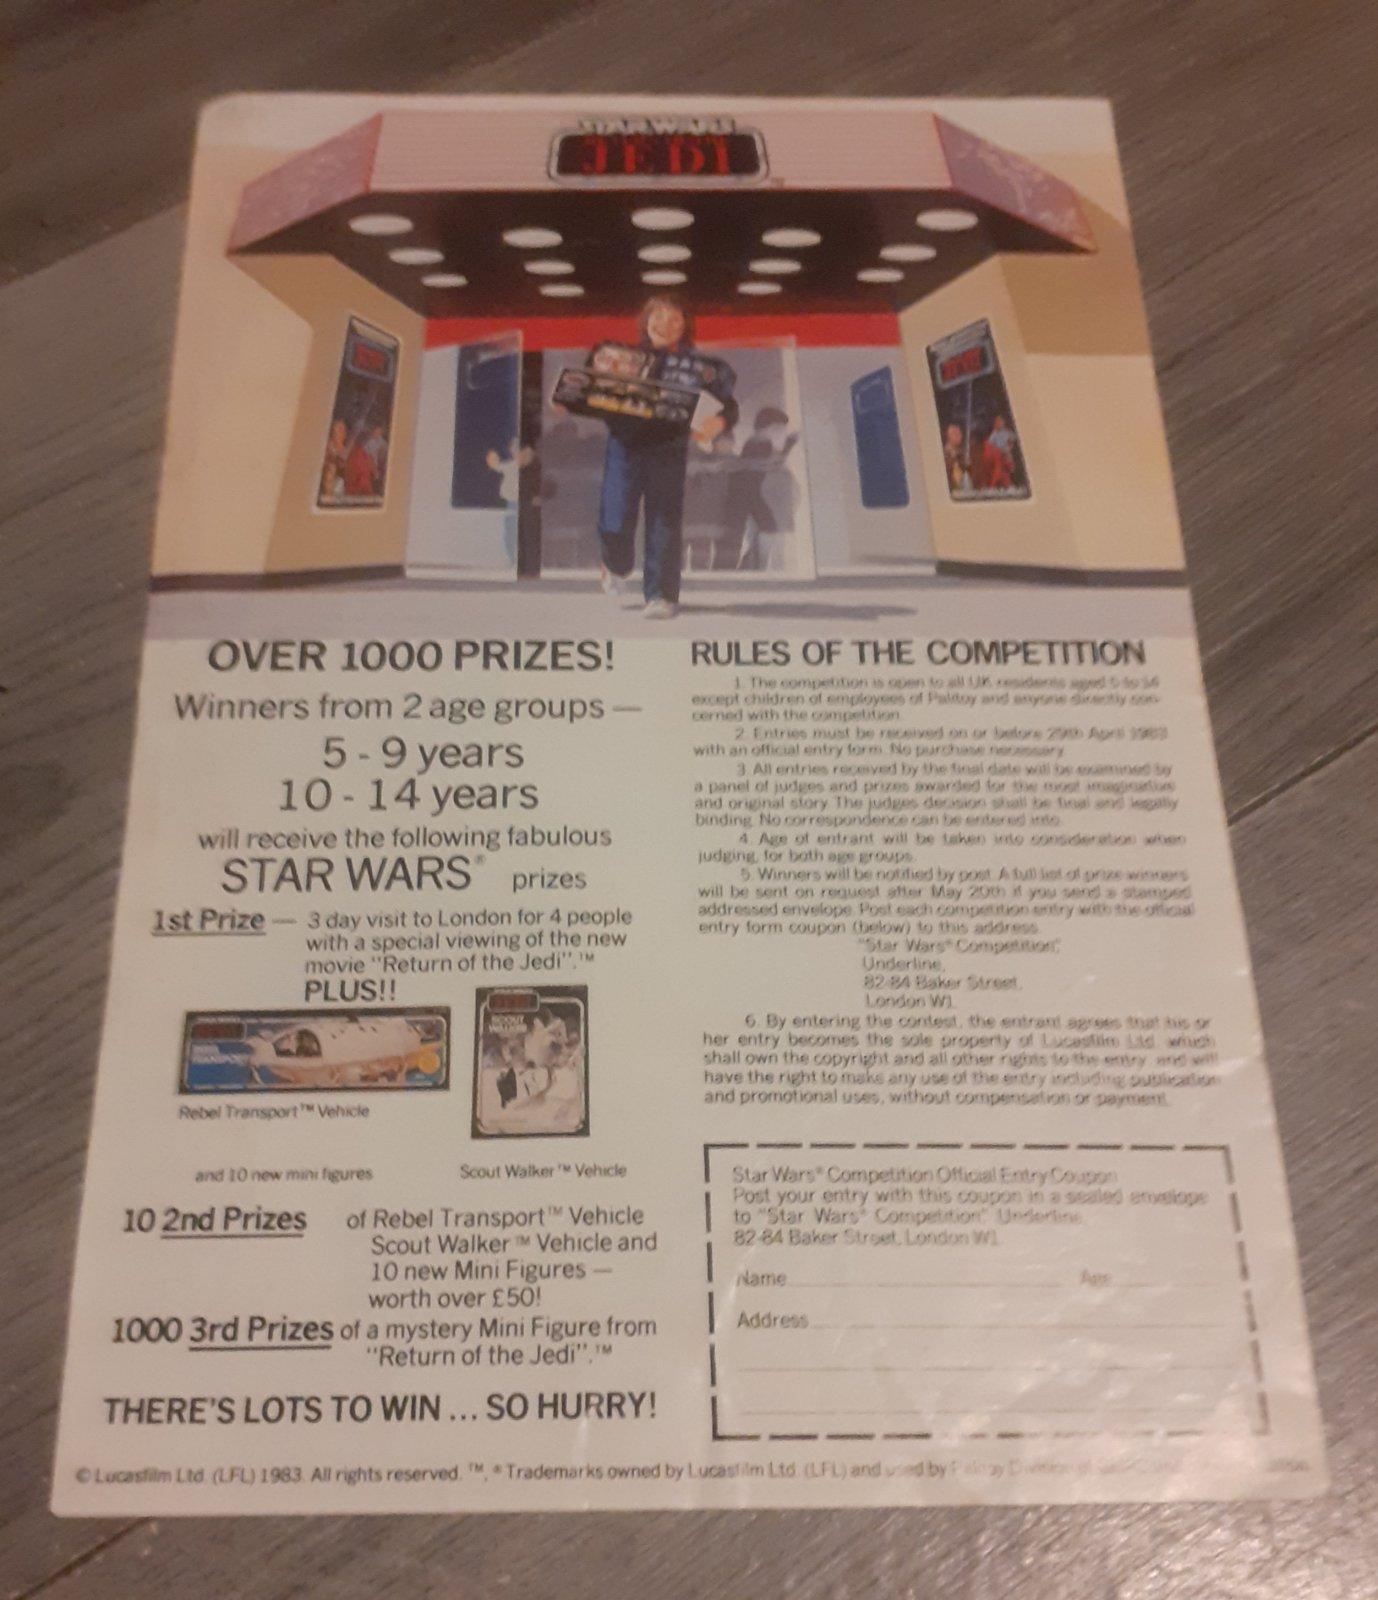 STAR WARS
JEDI
OVER 1000 PRIZES!
Winners from 2 age groups —
5 - 9 years
10 - 14 years
will receive the following fabulous
STAR WARS® prizes
1st Prize — 3 day visit to London for 4 people
with a special viewing of the new
movie "Return of the Jedi".™
PLUS!!
SCOUT
WALKER
Rebel Transport™ Vehicle
and 10 new mini figures
Scout Walker™ Vehicle
10 2nd Prizes of Rebel Transport™ Vehicle
Scout Walker™ Vehicle and
10 new Mini Figures —
worth over £50!
1000 3rd Prizes of a mystery Mini Figure from
"Return of the Jedi".™
THERE'S LOTS TO WIN ... SO HURRY!
RULES OF THE COMPETITION
1. The competition is open to all UK residents aged 5 to 14
except children of employees of Palitoy and anyone directly con-
cerned with the competition.
2. Entries must be received on or before 29th April 1983
with an official entry form. No purchase necessary.
3. All entries received by the final date will be examined by
a panel of judges and prizes awarded for the most imaginative
and original story. The judges decision shall be final and legally
binding. No correspondence can be entered into.
4. Age of entrant will be taken into consideration when
judging, for both age groups.
5. Winners will be notified by post. A full list of prize winners
will be sent on request after May 20th if you send a stamped
addressed envelope. Post each competition entry with the official
entry form coupon (below) to this address.
"Star Wars® Competition",
Underline,
82-84 Baker Street,
London W1.
6. By entering the contest, the entrant agrees that his or
her entry becomes the sole property of Lucasfilm Ltd. which
shall own the copyright and all other rights to the entry and will
have the right to make any use of the entry including publication
and promotional uses, without compensation or payment.
Star Wars® Competition Official Entry Coupon
Post your entry with this coupon in a sealed envelope
to "Star Wars® Competition", Underline,
82-84 Baker Street, London W1.
Name Age
Address
© Lucasfilm Ltd. (LFL) 1983. All rights reserved. ™, ® Trademarks owned by Lucasfilm Ltd. (LFL) and used by